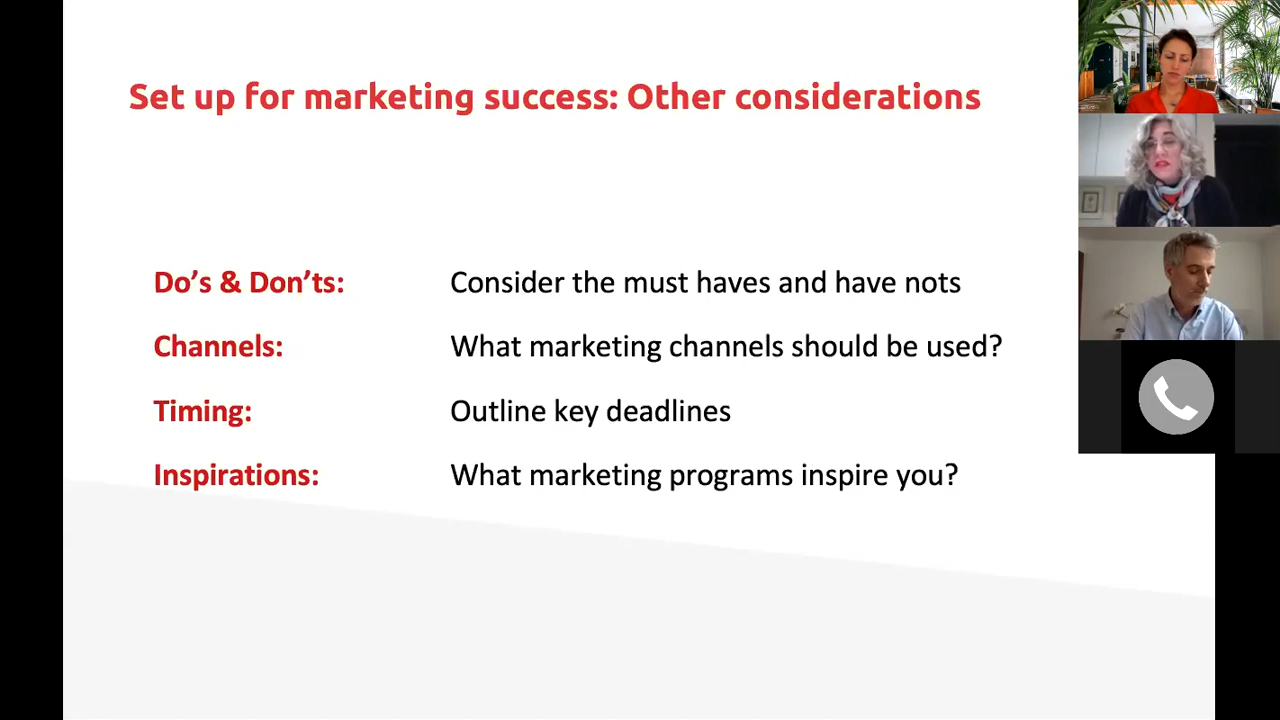 Set up for marketing success: Other considerations
Do's & Don'ts: Consider the must haves and have nots
Channels: What marketing channels should be used?
Timing: Outline key deadlines
Inspirations: What marketing programs inspire you?